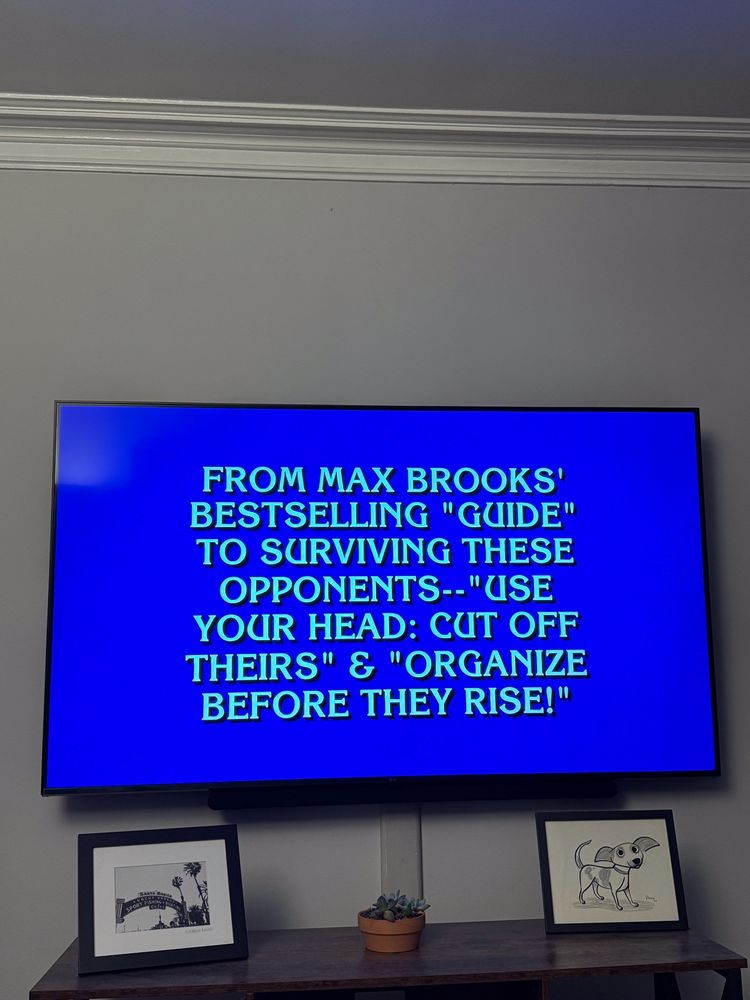 FROM MAX BROOKS'
BESTSELLING "GUIDE"
TO SURVIVING THESE
OPPONENTS--"USE
YOUR HEAD: CUT OFF
THEIRS" & "ORGANIZE
BEFORE THEY RISE!"